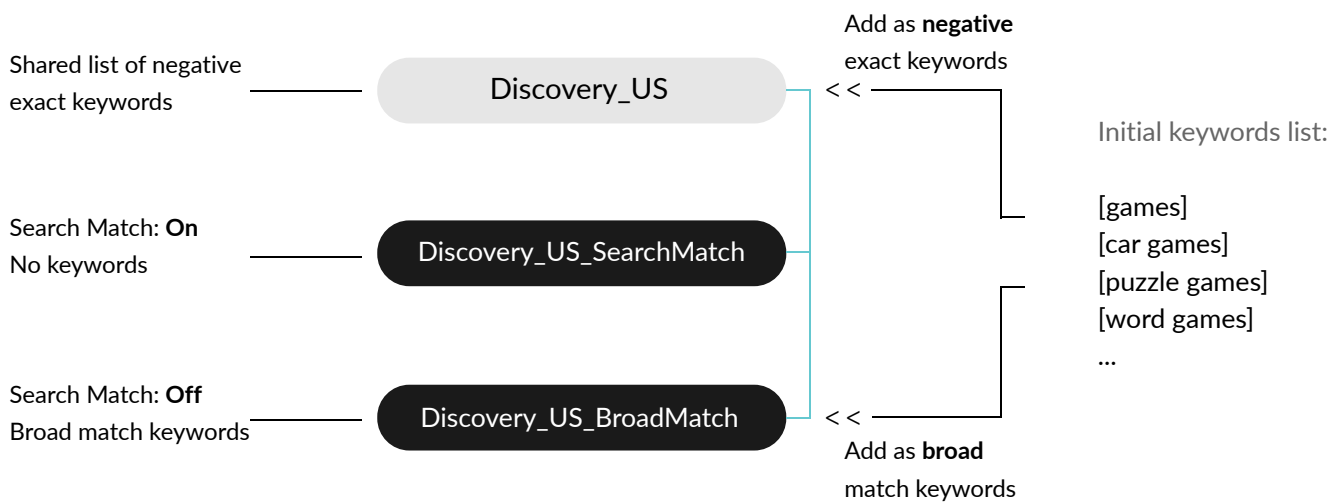 Shared list of negative
exact keywords
Discovery_US
< <
Add as negative
exact keywords
Search Match: On
No keywords
Discovery_US_SearchMatch
Search Match: Off
Broad match keywords
Discovery_US_BroadMatch
< <
Add as broad
match keywords
Initial keywords list:
[games]
[car games]
[puzzle games]
[word games]
...